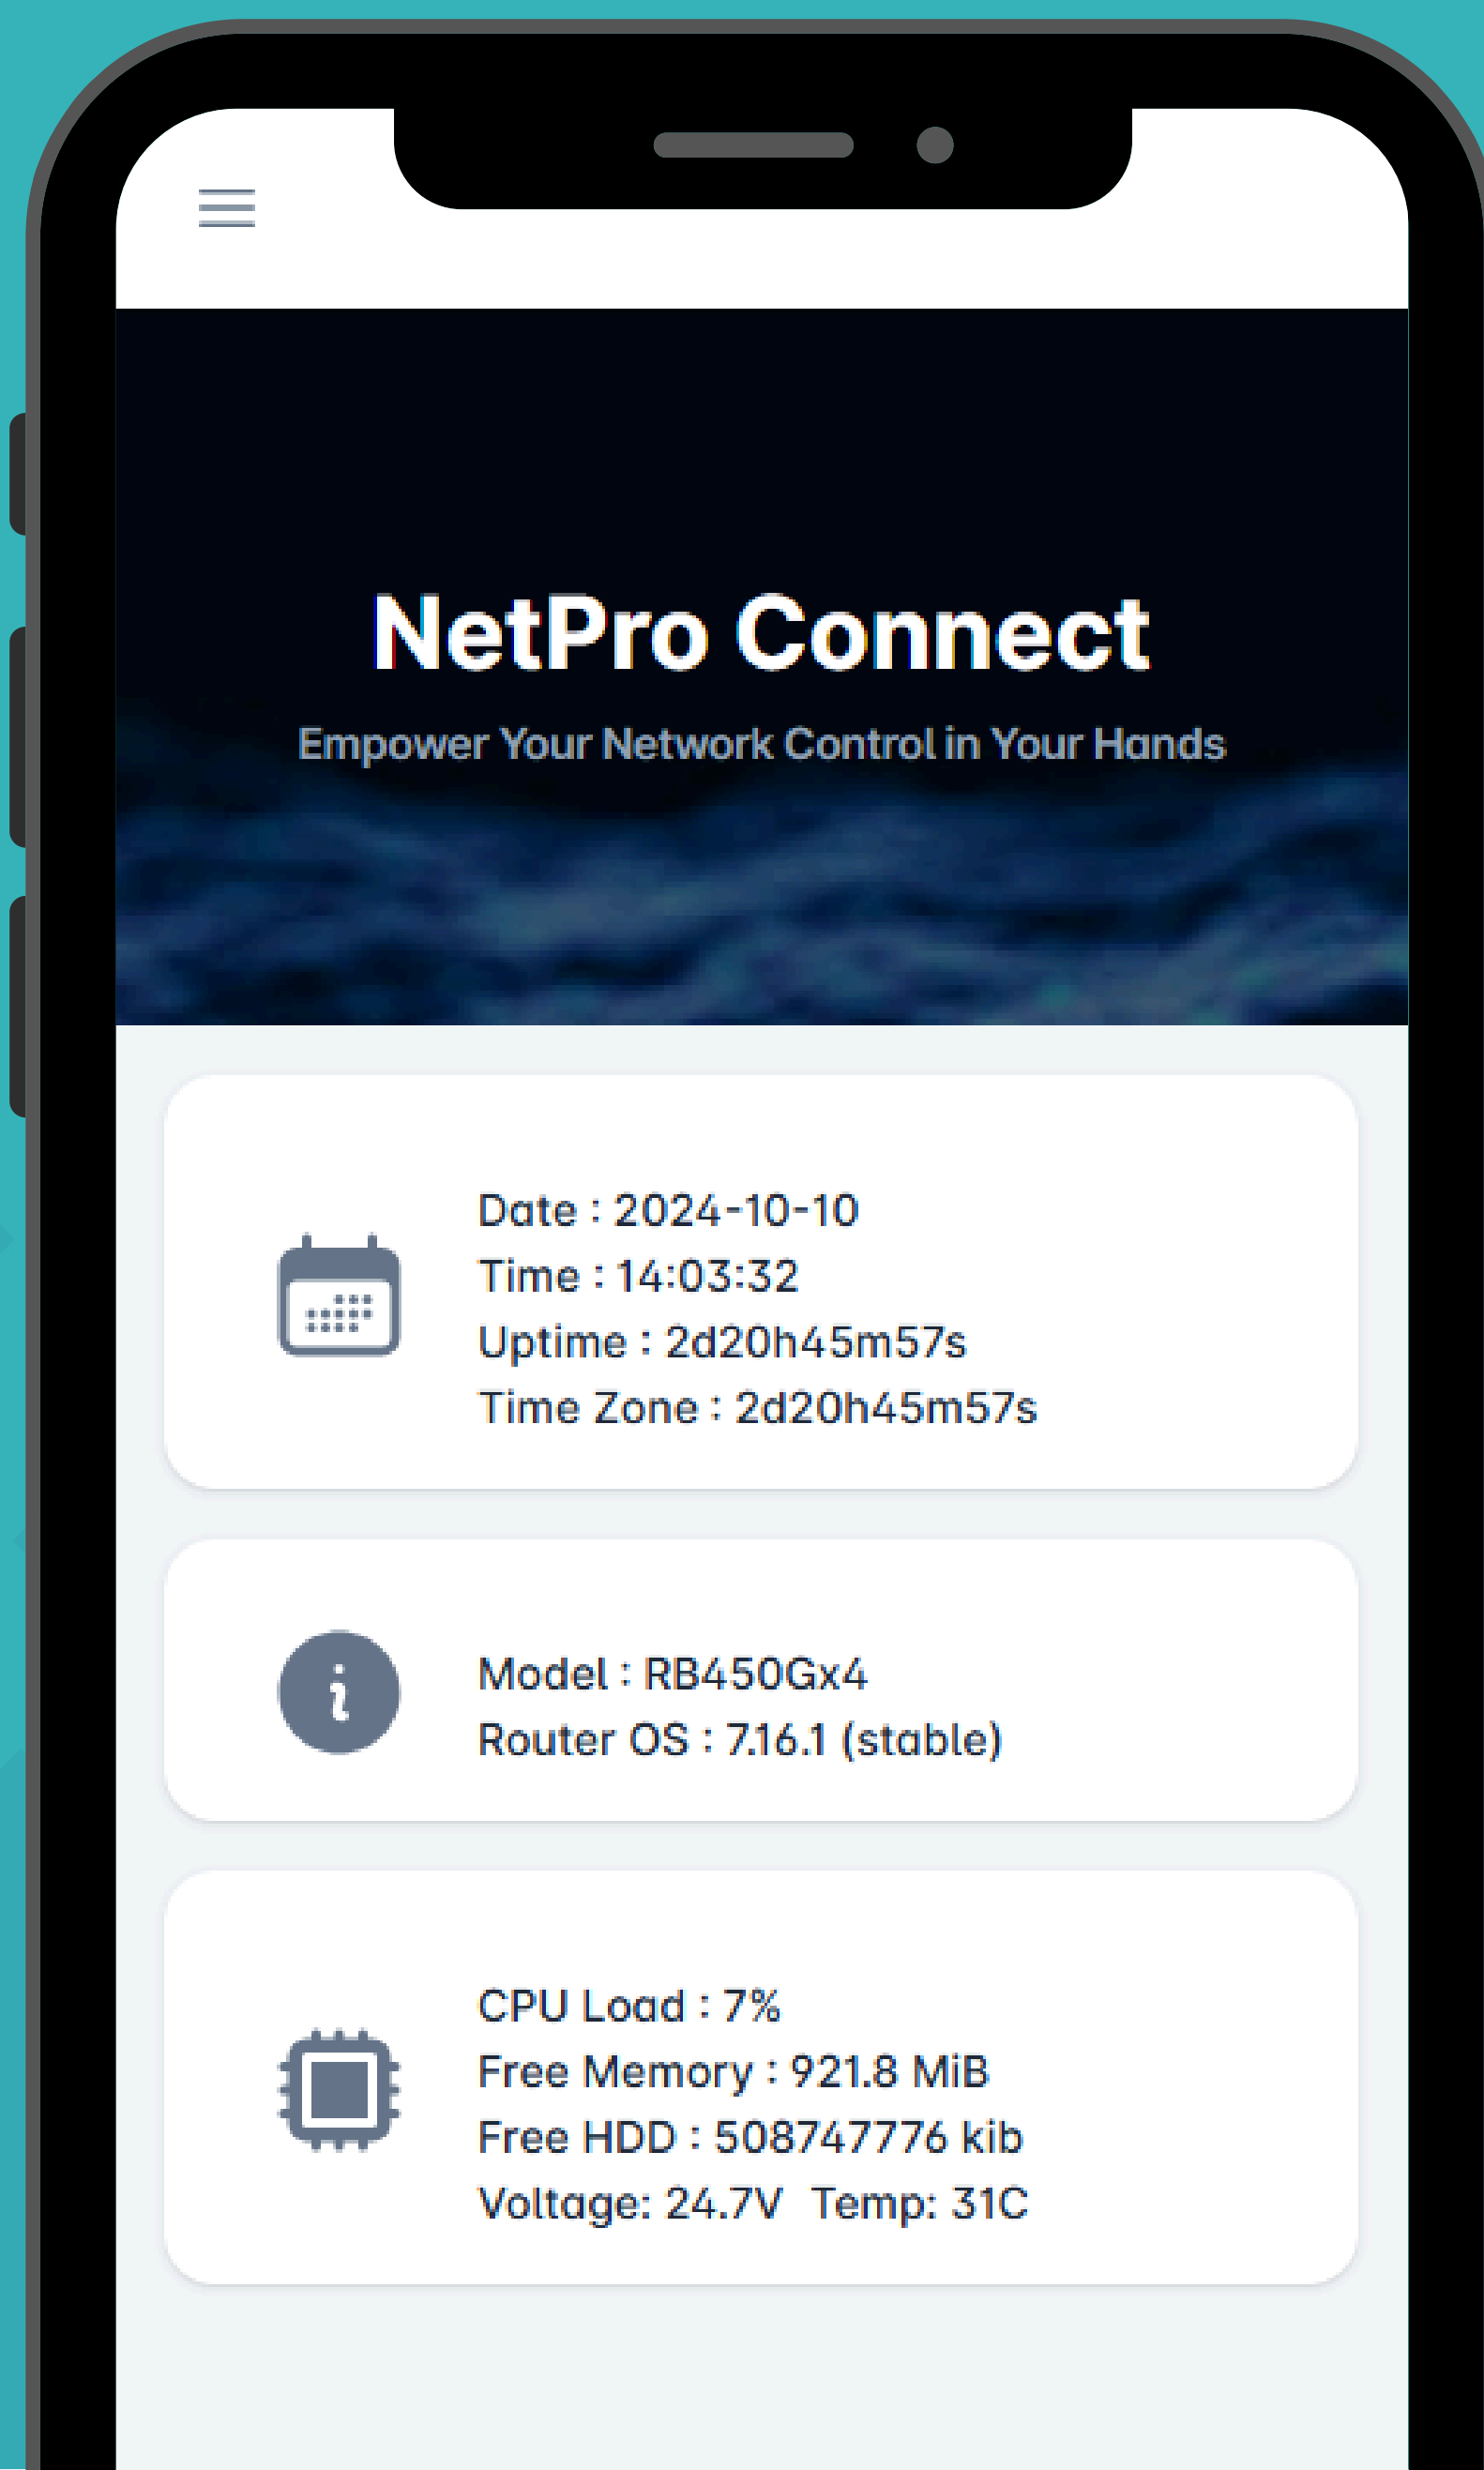 NetPro Connect
Empower Your Network Control in Your Hands
Date : 2024-10-10
Time : 14:03:32
Uptime : 2d20h45m57s
Time Zone : 2d20h45m57s
Model : RB450Gx4
Router OS : 7.16.1 (stable)
CPU Load : 7%
Free Memory : 921.8 MiB
Free HDD : 508747776 kib
Voltage: 24.7V  Temp: 31C